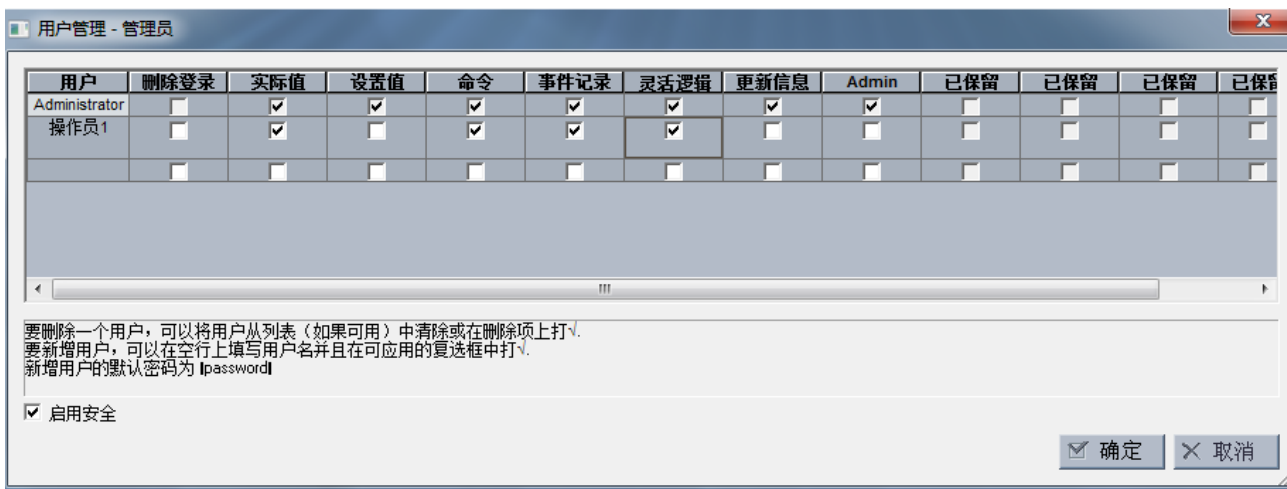 用户管理 - 管理员
用户 删除登录 实际值 设置值 命令 事件记录 灵活逻辑 更新信息 Admin 已保留 已保留 已保留 已保留
Administrator
操作员1
要删除一个用户，可以将用户从列表（如果可用）中清除或在删除项上打√.
要新增用户，可以在空行上填写用户名并且在可应用的复选框中打√.
新增用户的默认密码为 |password|
启用安全
确定 取消